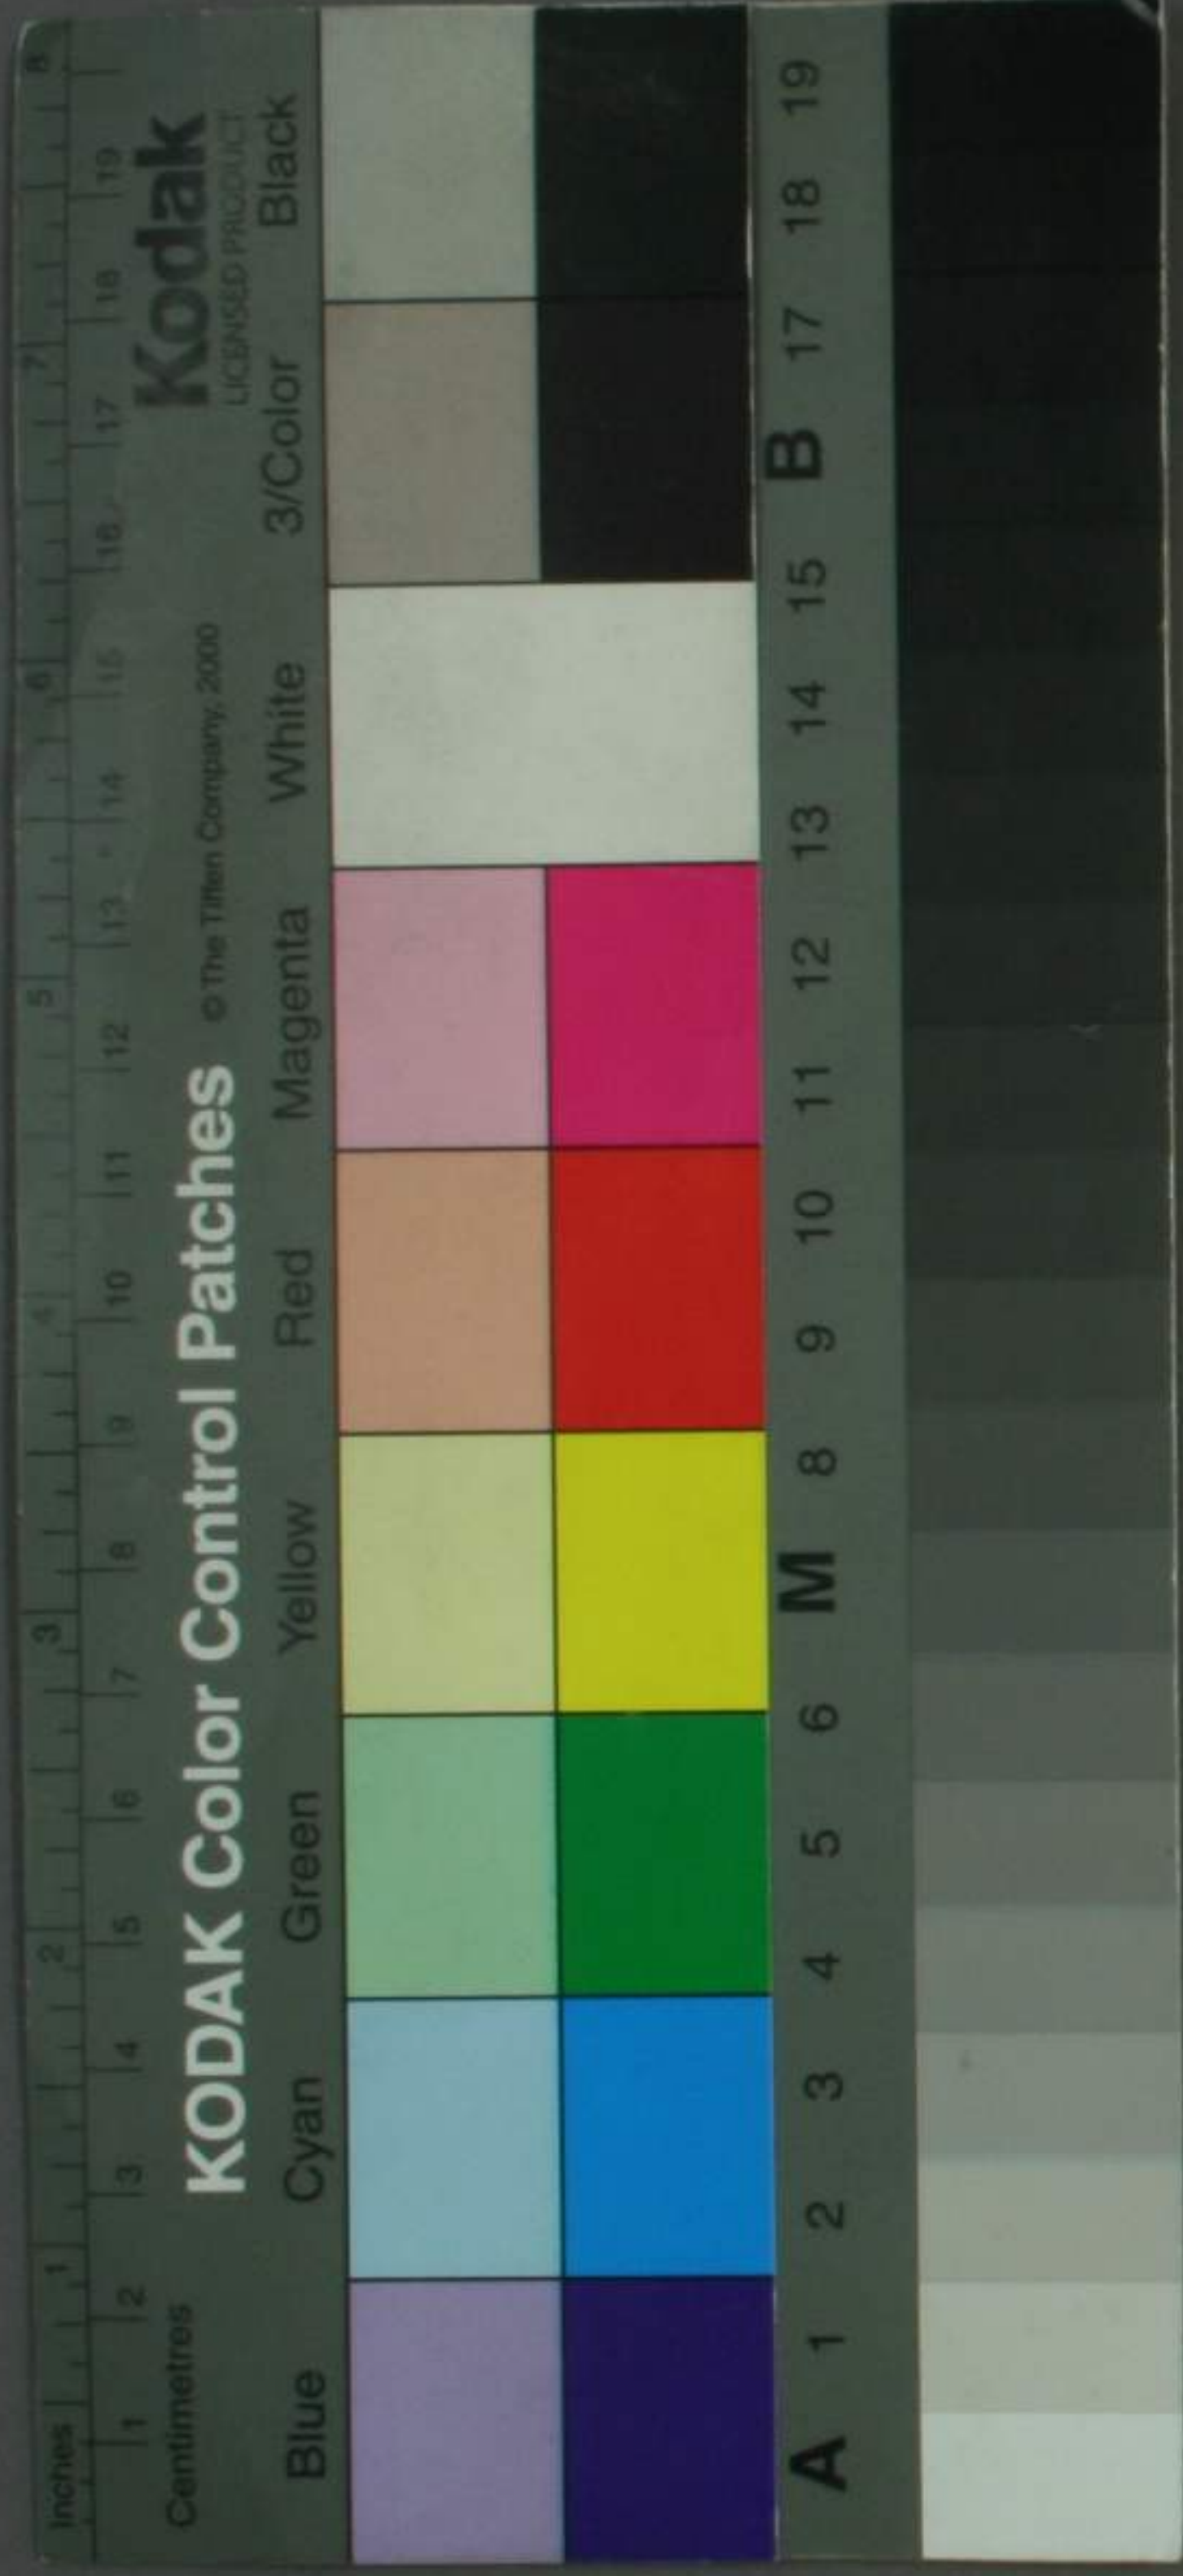 Inches 1 2 3 4 5 6 7 8
Centimetres 1 2 3 4 5 6 7 8 9 10 11 12 13 14 15 16 17 18 19
KODAK Color Control Patches © The Tiffen Company, 2000
Kodak
LICENSED PRODUCT
Blue Cyan Green Yellow Red Magenta White 3/Color Black
A 1 2 3 4 5 6 M 8 9 10 11 12 13 14 15 B 17 18 19